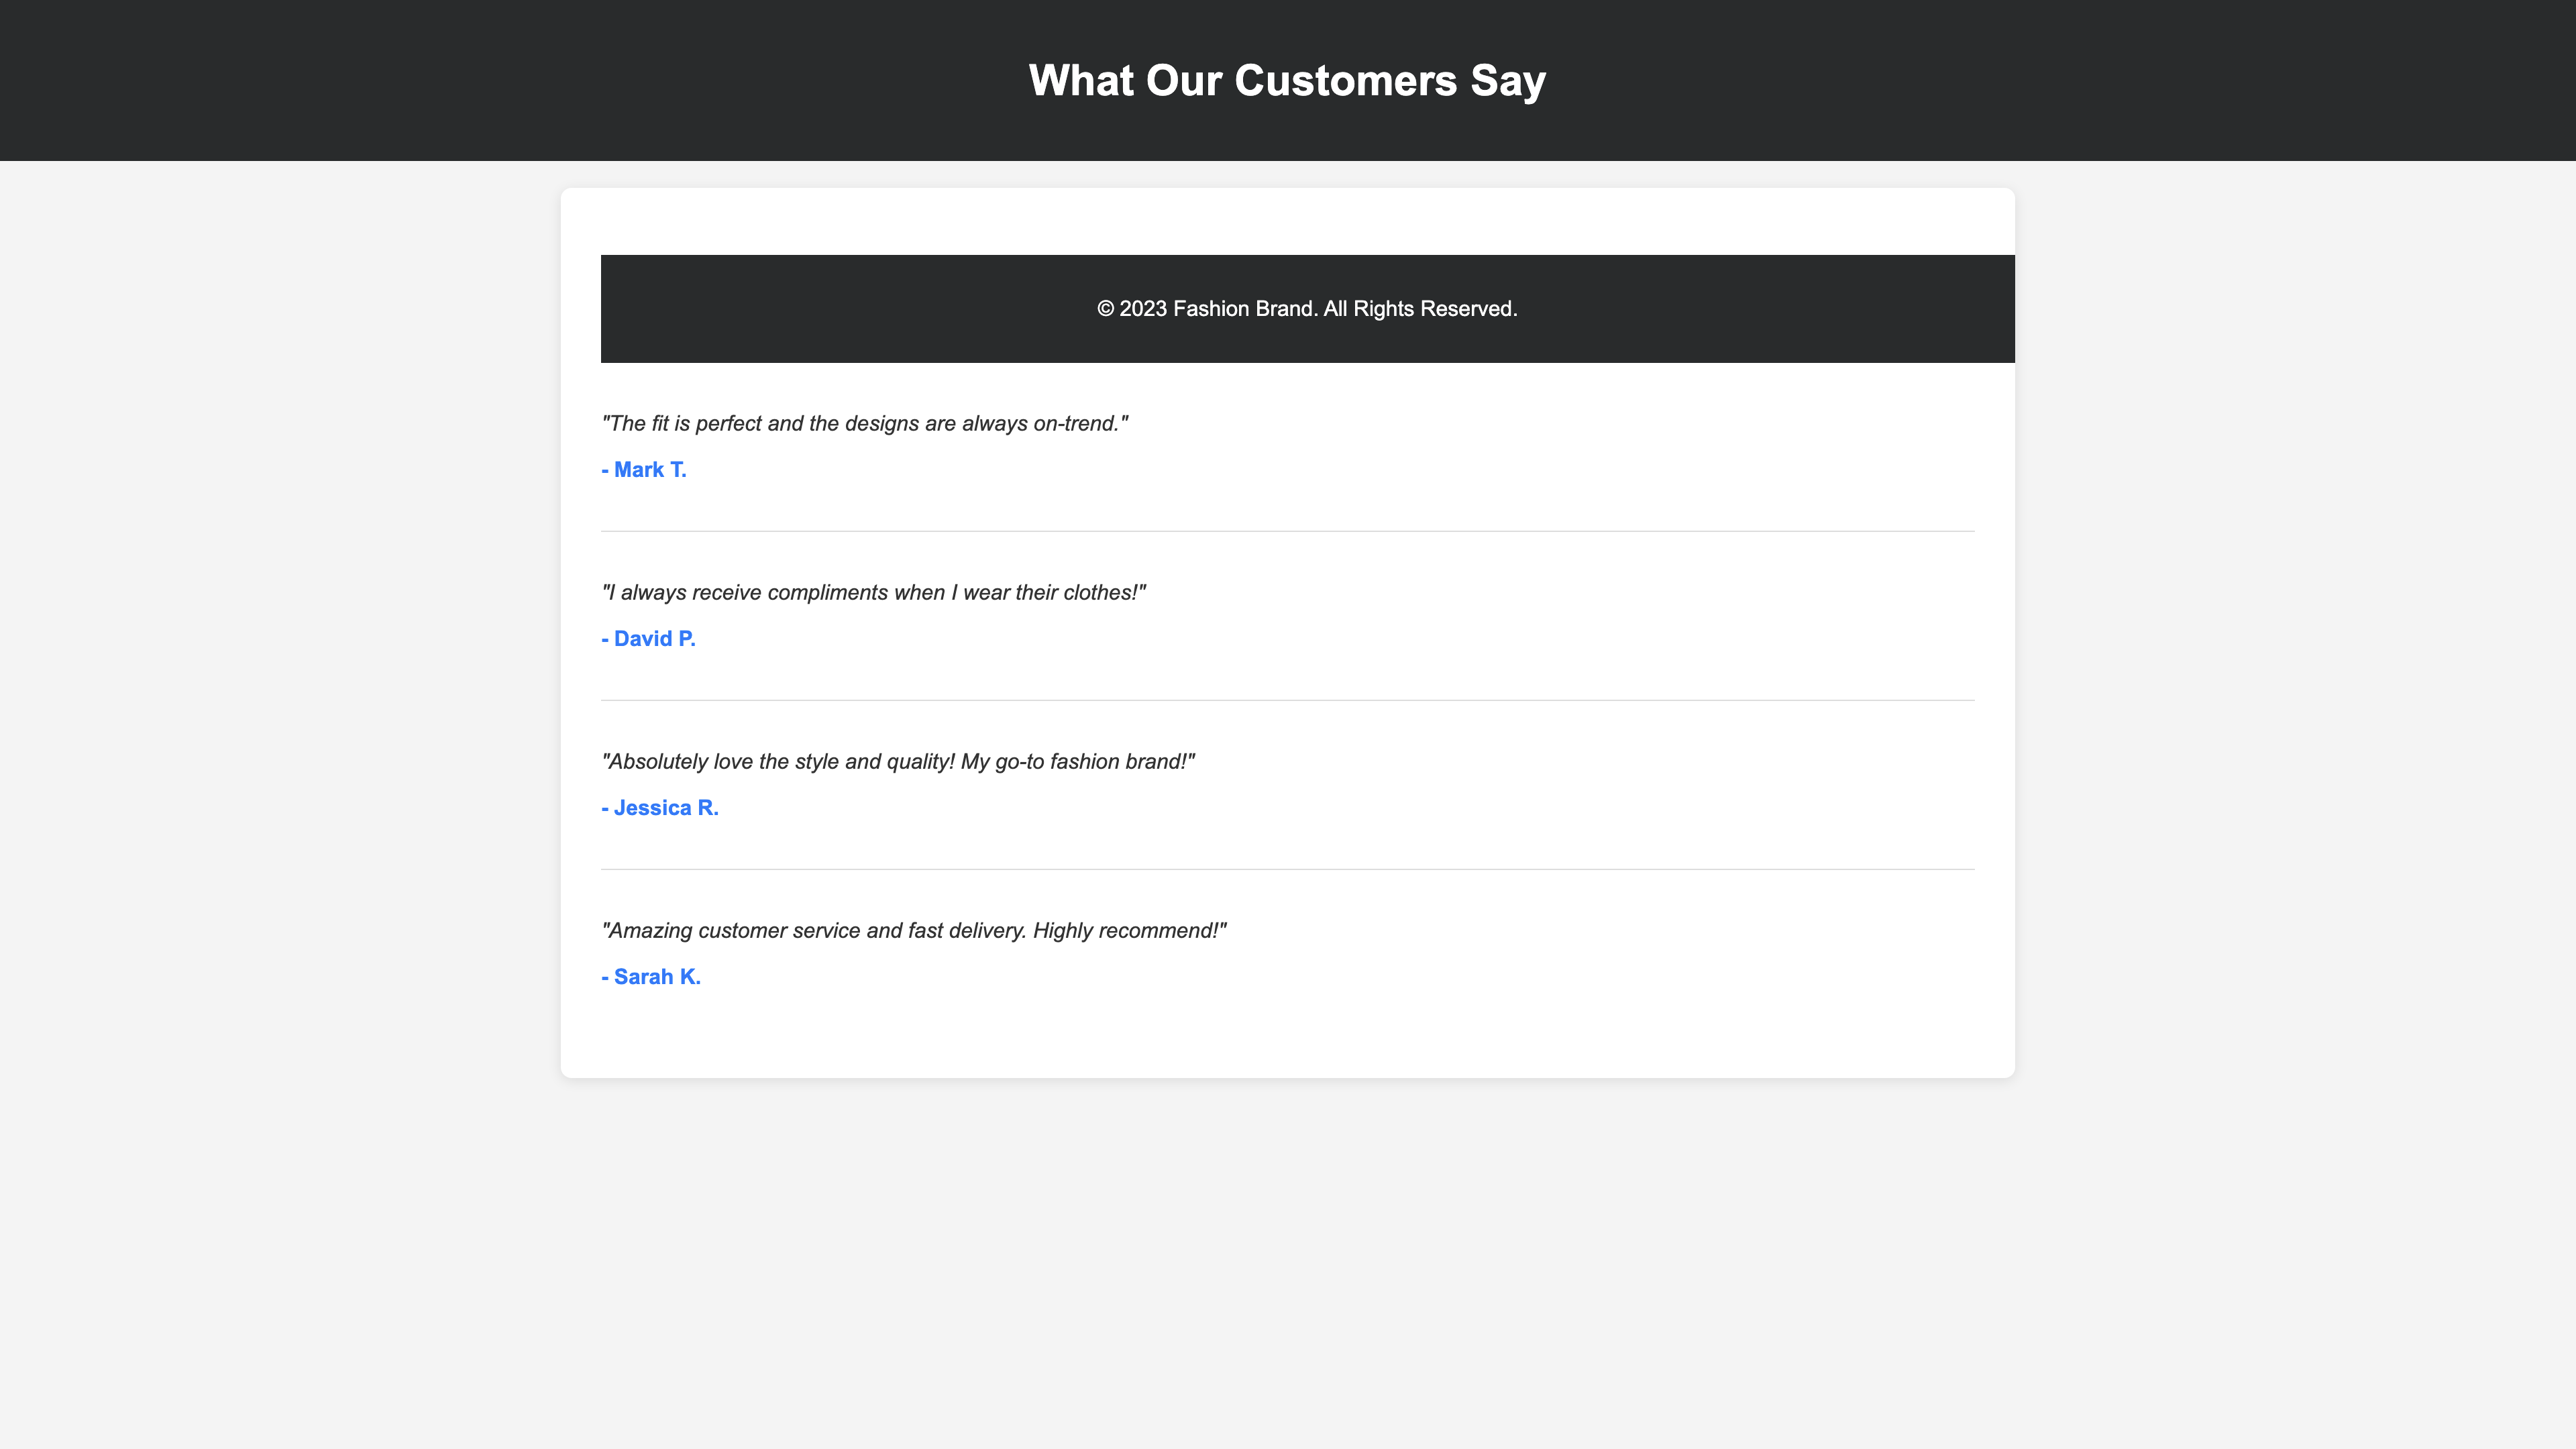 What Our Customers Say
© 2023 Fashion Brand. All Rights Reserved.
"The fit is perfect and the designs are always on-trend."
- Mark T.
"I always receive compliments when I wear their clothes!"
- David P.
"Absolutely love the style and quality! My go-to fashion brand!"
- Jessica R.
"Amazing customer service and fast delivery. Highly recommend!"
- Sarah K.